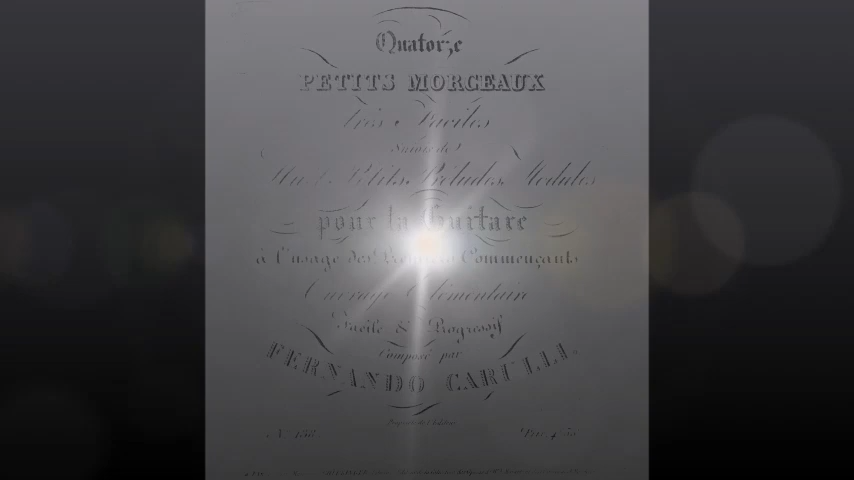 Quatorze
PETITS MORCEAUX
très Faciles
Suivis de
Huit Petits Préludes Modulés
pour la Guitare
à l'usage des Commençants
Ouvrage Elémentaire
Facile & Progressif
Composé par
FERNANDO CARULLI.